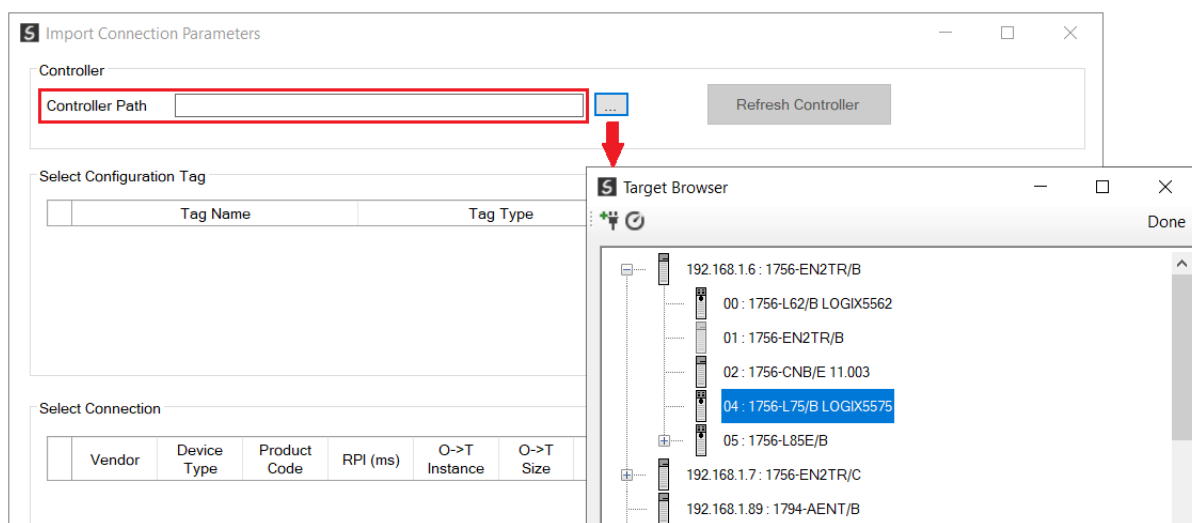 S Import Connection Parameters
Controller
Controller Path
...
Refresh Controller
Select Configuration Tag
Tag Name
Tag Type
Select Connection
Vendor
Device Type
Product Code
RPI (ms)
O->T Instance
O->T Size
S Target Browser
Done
192.168.1.6 : 1756-EN2TR/B
00 : 1756-L62/B LOGIX5562
01 : 1756-EN2TR/B
02 : 1756-CNB/E 11.003
04 : 1756-L75/B LOGIX5575
05 : 1756-L85E/B
192.168.1.7 : 1756-EN2TR/C
192.168.1.89 : 1794-AENT/B